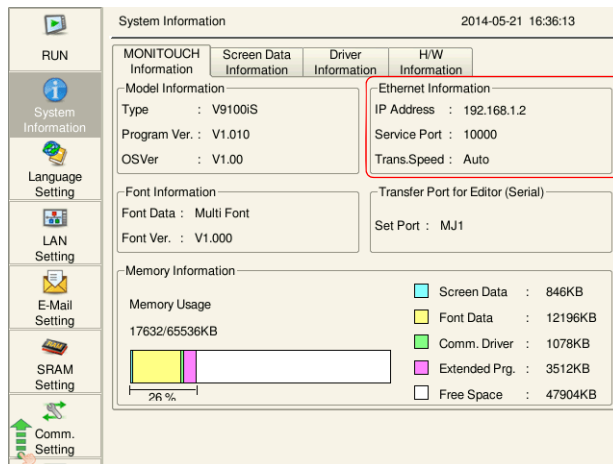 System Information 2014-05-21 16:36:13
RUN
System
Information
Language
Setting
LAN
Setting
E-Mail
Setting
SRAM
Setting
Comm.
Setting
MONITOUCH
Information
Screen Data
Information
Driver
Information
H/W
Information
Model Information
Type : V9100iS
Program Ver. : V1.010
OSVer : V1.00
Ethernet Information
IP Address : 192.168.1.2
Service Port : 10000
Trans.Speed : Auto
Font Information
Font Data : Multi Font
Font Ver. : V1.000
Transfer Port for Editor (Serial)
Set Port : MJ1
Memory Information
Memory Usage
17632/65536KB
26 %
Screen Data : 846KB
Font Data : 12196KB
Comm. Driver : 1078KB
Extended Prg. : 3512KB
Free Space : 47904KB